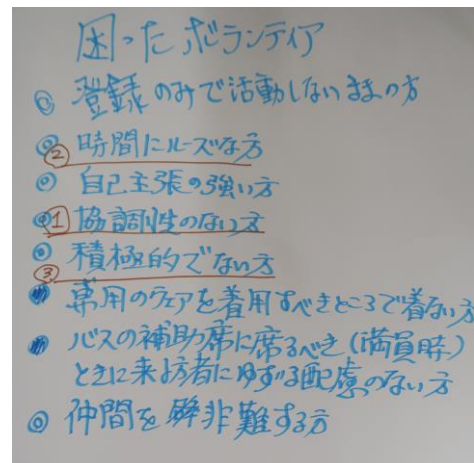 困ったボランティア
◎ 登録のみで活動しないままの方
◎ ② 時間にルーズな方
◎ 自己主張の強い方
◎ ① 協調性のない方
◎ 積極的でない方
③
専用のウェアを着用すべきところで着ない方
バスの補助席に席るべき(満員時)
ときに来訪者にゆずる配慮のない方
◎ 仲間を非難する方